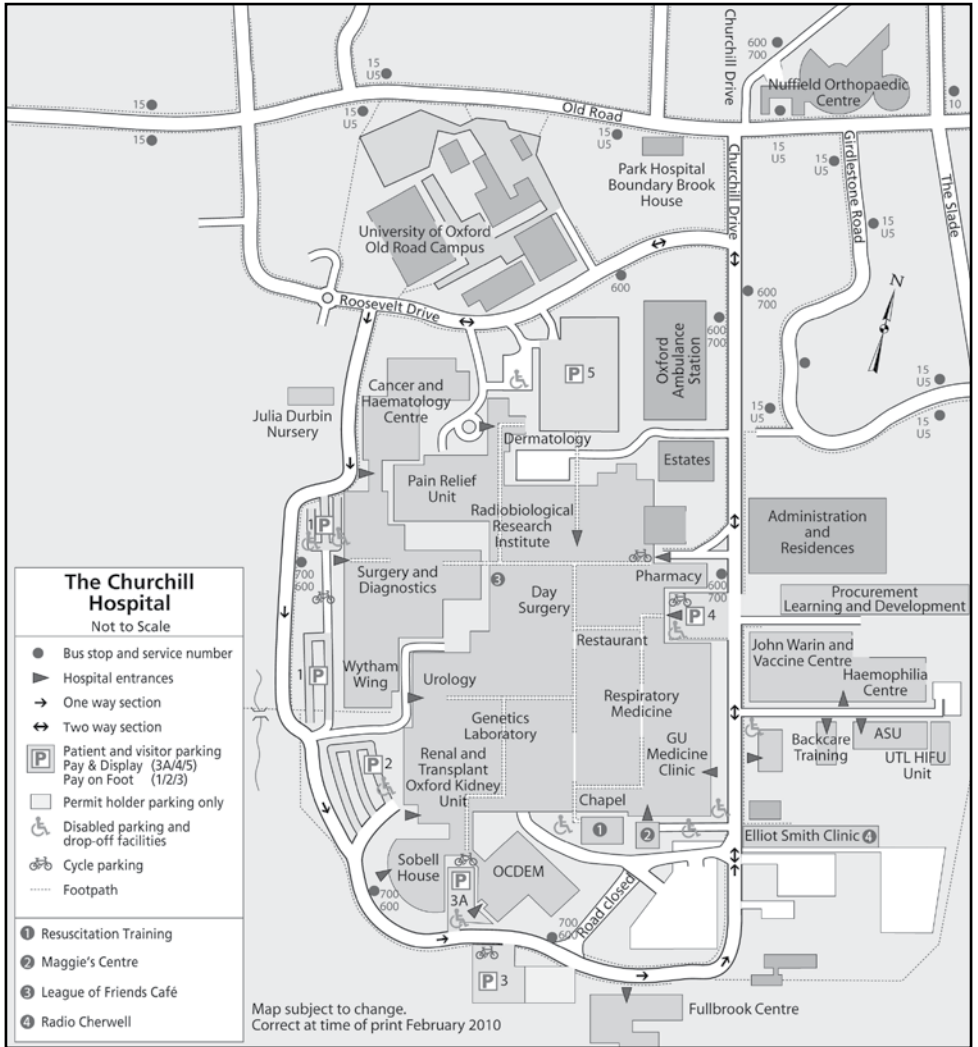 Churchill Drive
600
700
Nuffield Orthopaedic
Centre
15
U5
15
15
U5
Old Road
15
U5
10
15
Park Hospital
Boundary Brook
House
Churchill Drive
15
U5
15
U5
Girdlestone Road
The Slade
University of Oxford
Old Road Campus
15
U5
600
N
Roosevelt Drive
600
700
600
700
Oxford
Ambulance
Station
P 5
Cancer and
Haematology
Centre
Julia Durbin
Nursery
15
U5
15
U5
15
U5
Dermatology
Estates
Pain Relief
Unit
Radiobiological
Research
Institute
Administration
and
Residences
1 P
700
600
Surgery and
Diagnostics
3
Day
Surgery
Pharmacy
600
700
P 4
Procurement
Learning and Development
Restaurant
John Warin and
Vaccine Centre
Haemophilia
Centre
1 P
Wytham
Wing
Urology
Respiratory
Medicine
Genetics
Laboratory
GU
Medicine
Clinic
Backcare
Training
ASU
UTL HIFU
Unit
Renal and
Transplant
Oxford Kidney
Unit
P 2
Chapel
1
2
Elliot Smith Clinic 4
Sobell
House
OCDEM
P
3A
700
600
Road closed
700
600
P 3
Fullbrook Centre
The Churchill
Hospital
Not to Scale
Bus stop and service number
Hospital entrances
One way section
Two way section
P
Patient and visitor parking
Pay & Display (3A/4/5)
Pay on Foot (1/2/3)
Permit holder parking only
Disabled parking and
drop-off facilities
Cycle parking
Footpath
1 Resuscitation Training
2 Maggie's Centre
3 League of Friends Café
4 Radio Cherwell
Map subject to change.
Correct at time of print February 2010